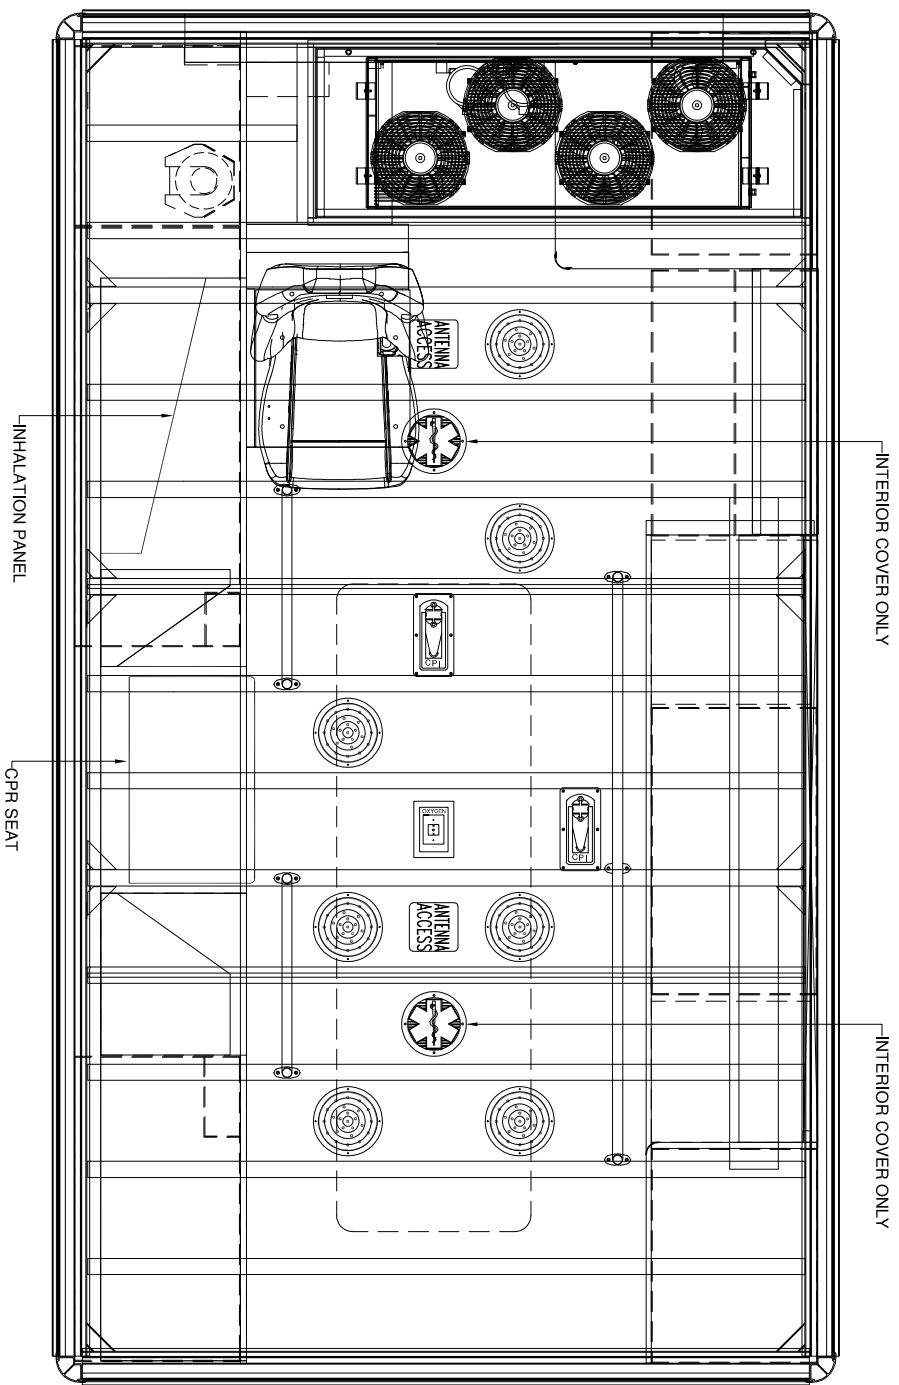 ANTENNA
ACCESS
INTERIOR COVER ONLY
INHALATION PANEL
CPI
CPR SEAT
OXYGEN
CPI
ANTENNA
ACCESS
INTERIOR COVER ONLY